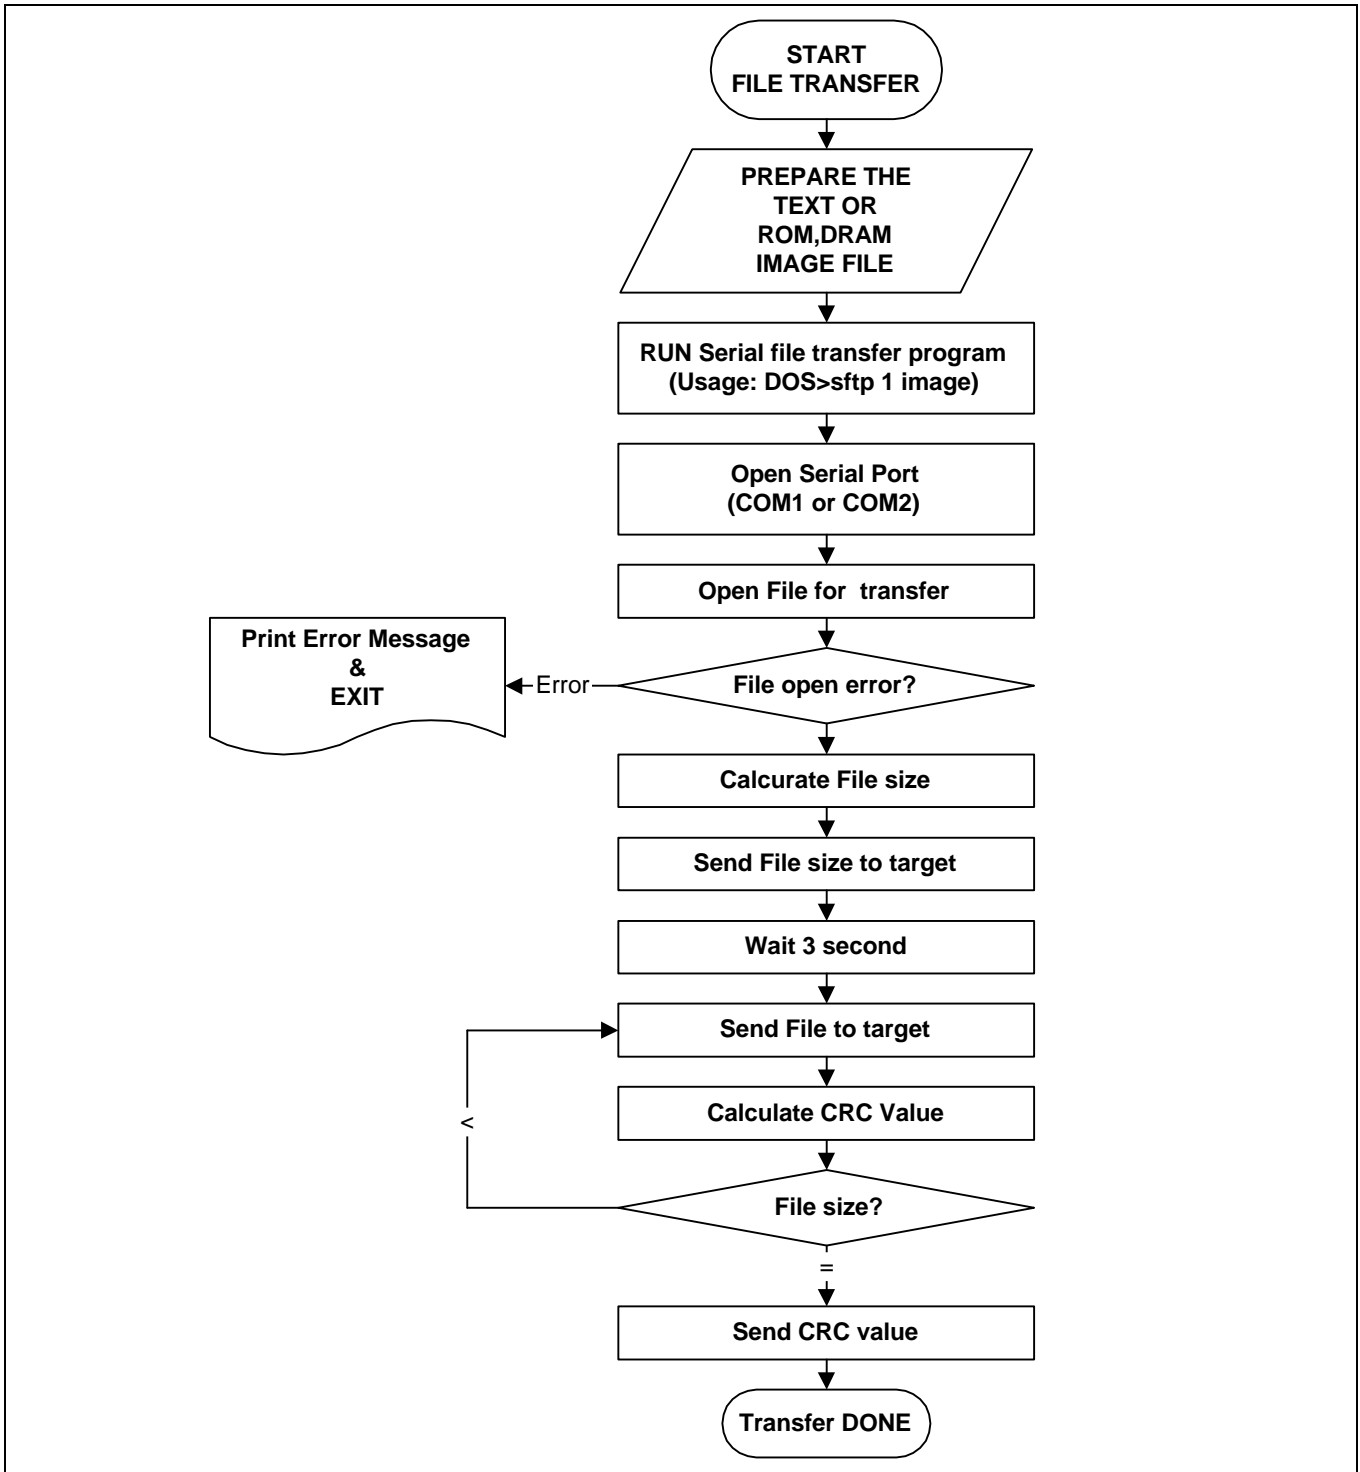 START
FILE TRANSFER
PREPARE THE
TEXT OR
ROM,DRAM
IMAGE FILE
RUN Serial file transfer program
(Usage: DOS>sftp 1 image)
Open Serial Port
(COM1 or COM2)
Open File for  transfer
Print Error Message
&
EXIT
Error
File open error?
Calcurate File size
Send File size to target
Wait 3 second
Send File to target
Calculate CRC Value
<
File size?
=
Send CRC value
Transfer DONE